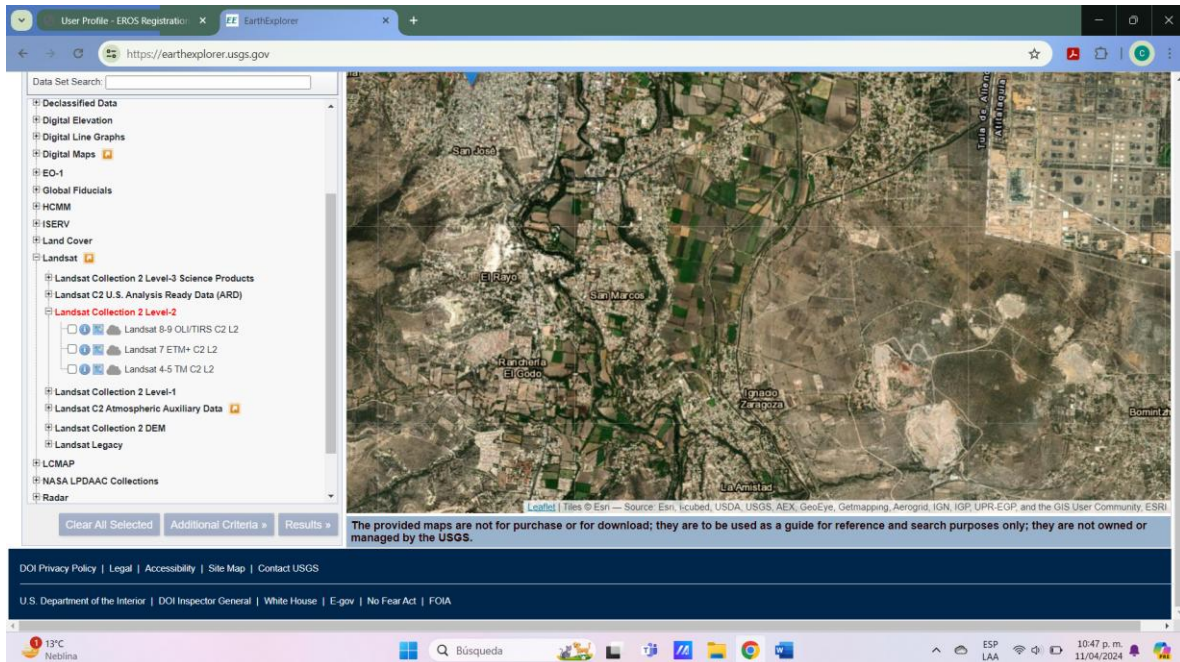 User Profile - EROS Registration
EE EarthExplorer
https://earthexplorer.usgs.gov
C
Data Set Search:
Declassified Data
Digital Elevation
Digital Line Graphs
Digital Maps
EO-1
Global Fiducials
HCMM
ISERV
Land Cover
Landsat
Landsat Collection 2 Level-3 Science Products
Landsat C2 U.S. Analysis Ready Data (ARD)
Landsat Collection 2 Level-2
Landsat 8-9 OLI/TIRS C2 L2
Landsat 7 ETM+ C2 L2
Landsat 4-5 TM C2 L2
Landsat Collection 2 Level-1
Landsat C2 Atmospheric Auxiliary Data
Landsat Collection 2 DEM
Landsat Legacy
LCMAP
NASA LPDAAC Collections
Radar
Clear All Selected
Additional Criteria »
Results »
San José
Tula de Allende
Atitalaquia
El Rayo
San Marcos
Ranchería
El Godo
Ignacio
Zaragoza
Bomintzh
La Amistad
Leaflet | Tiles © Esri — Source: Esri, i-cubed, USDA, USGS, AEX, GeoEye, Getmapping, Aerogrid, IGN, IGP, UPR-EGP, and the GIS User Community, ESRI
The provided maps are not for purchase or for download; they are to be used as a guide for reference and search purposes only; they are not owned or
managed by the USGS.
DOI Privacy Policy | Legal | Accessibility | Site Map | Contact USGS
U.S. Department of the Interior | DOI Inspector General | White House | E-gov | No Fear Act | FOIA
1
13°C
Neblina
Búsqueda
ESP
LAA
10:47 p. m.
11/04/2024
PRE